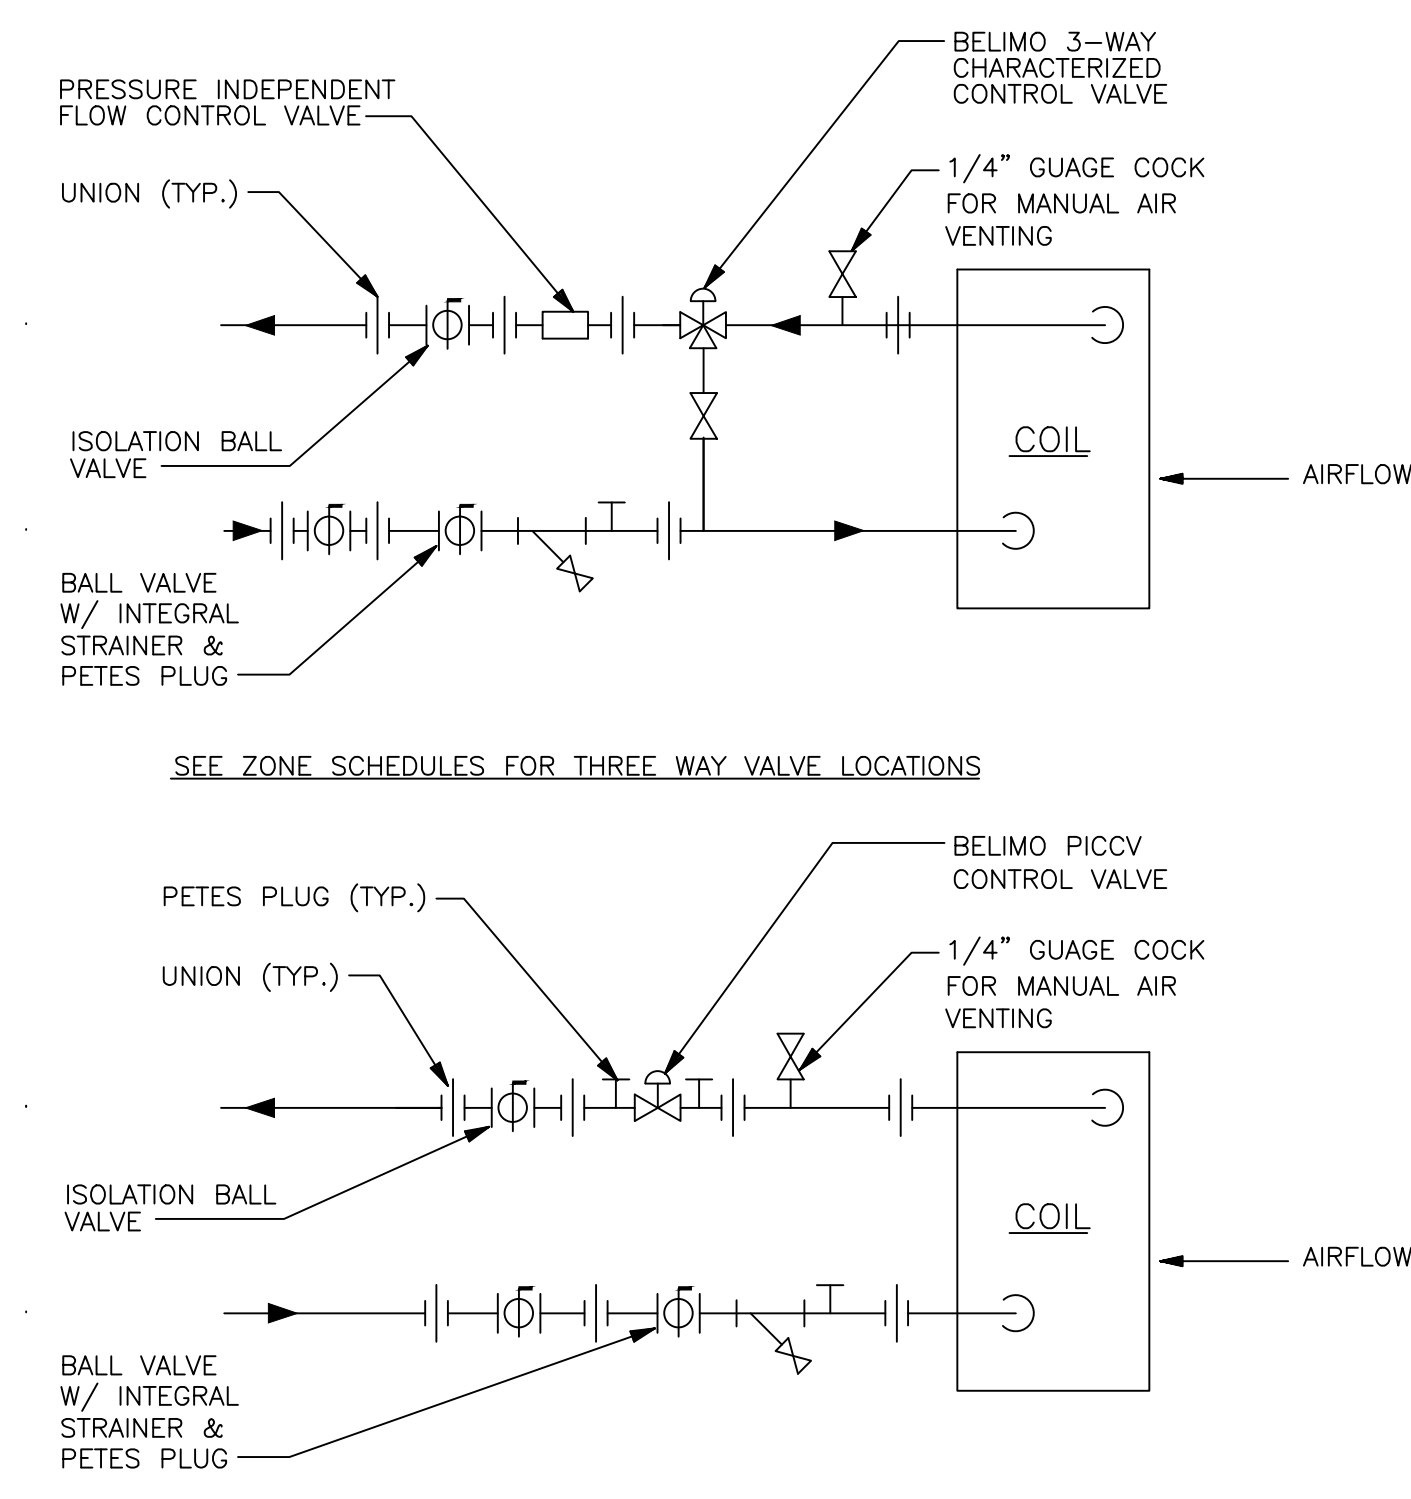 BELIMO 3-WAY
CHARACTERIZED
CONTROL VALVE
PRESSURE INDEPENDENT
FLOW CONTROL VALVE
1/4" GUAGE COCK
FOR MANUAL AIR
VENTING
UNION (TYP.)
ISOLATION BALL
VALVE
COIL
AIRFLOW
BALL VALVE
W/ INTEGRAL
STRAINER &
PETES PLUG
SEE ZONE SCHEDULES FOR THREE WAY VALVE LOCATIONS
BELIMO PICCV
CONTROL VALVE
PETES PLUG (TYP.)
1/4" GUAGE COCK
FOR MANUAL AIR
VENTING
UNION (TYP.)
ISOLATION BALL
VALVE
COIL
AIRFLOW
BALL VALVE
W/ INTEGRAL
STRAINER &
PETES PLUG